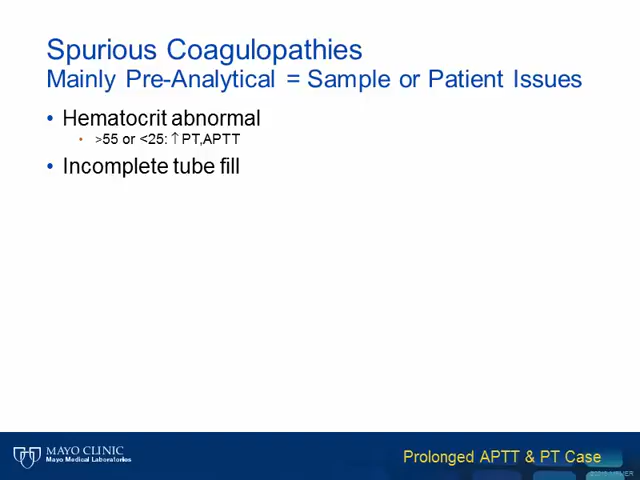 Spurious Coagulopathies
Mainly Pre-Analytical = Sample or Patient Issues
• Hematocrit abnormal
• >55 or <25: ↑PT,APTT
• Incomplete tube fill
MAYO CLINIC
Mayo Medical Laboratories
Prolonged APTT & PT Case